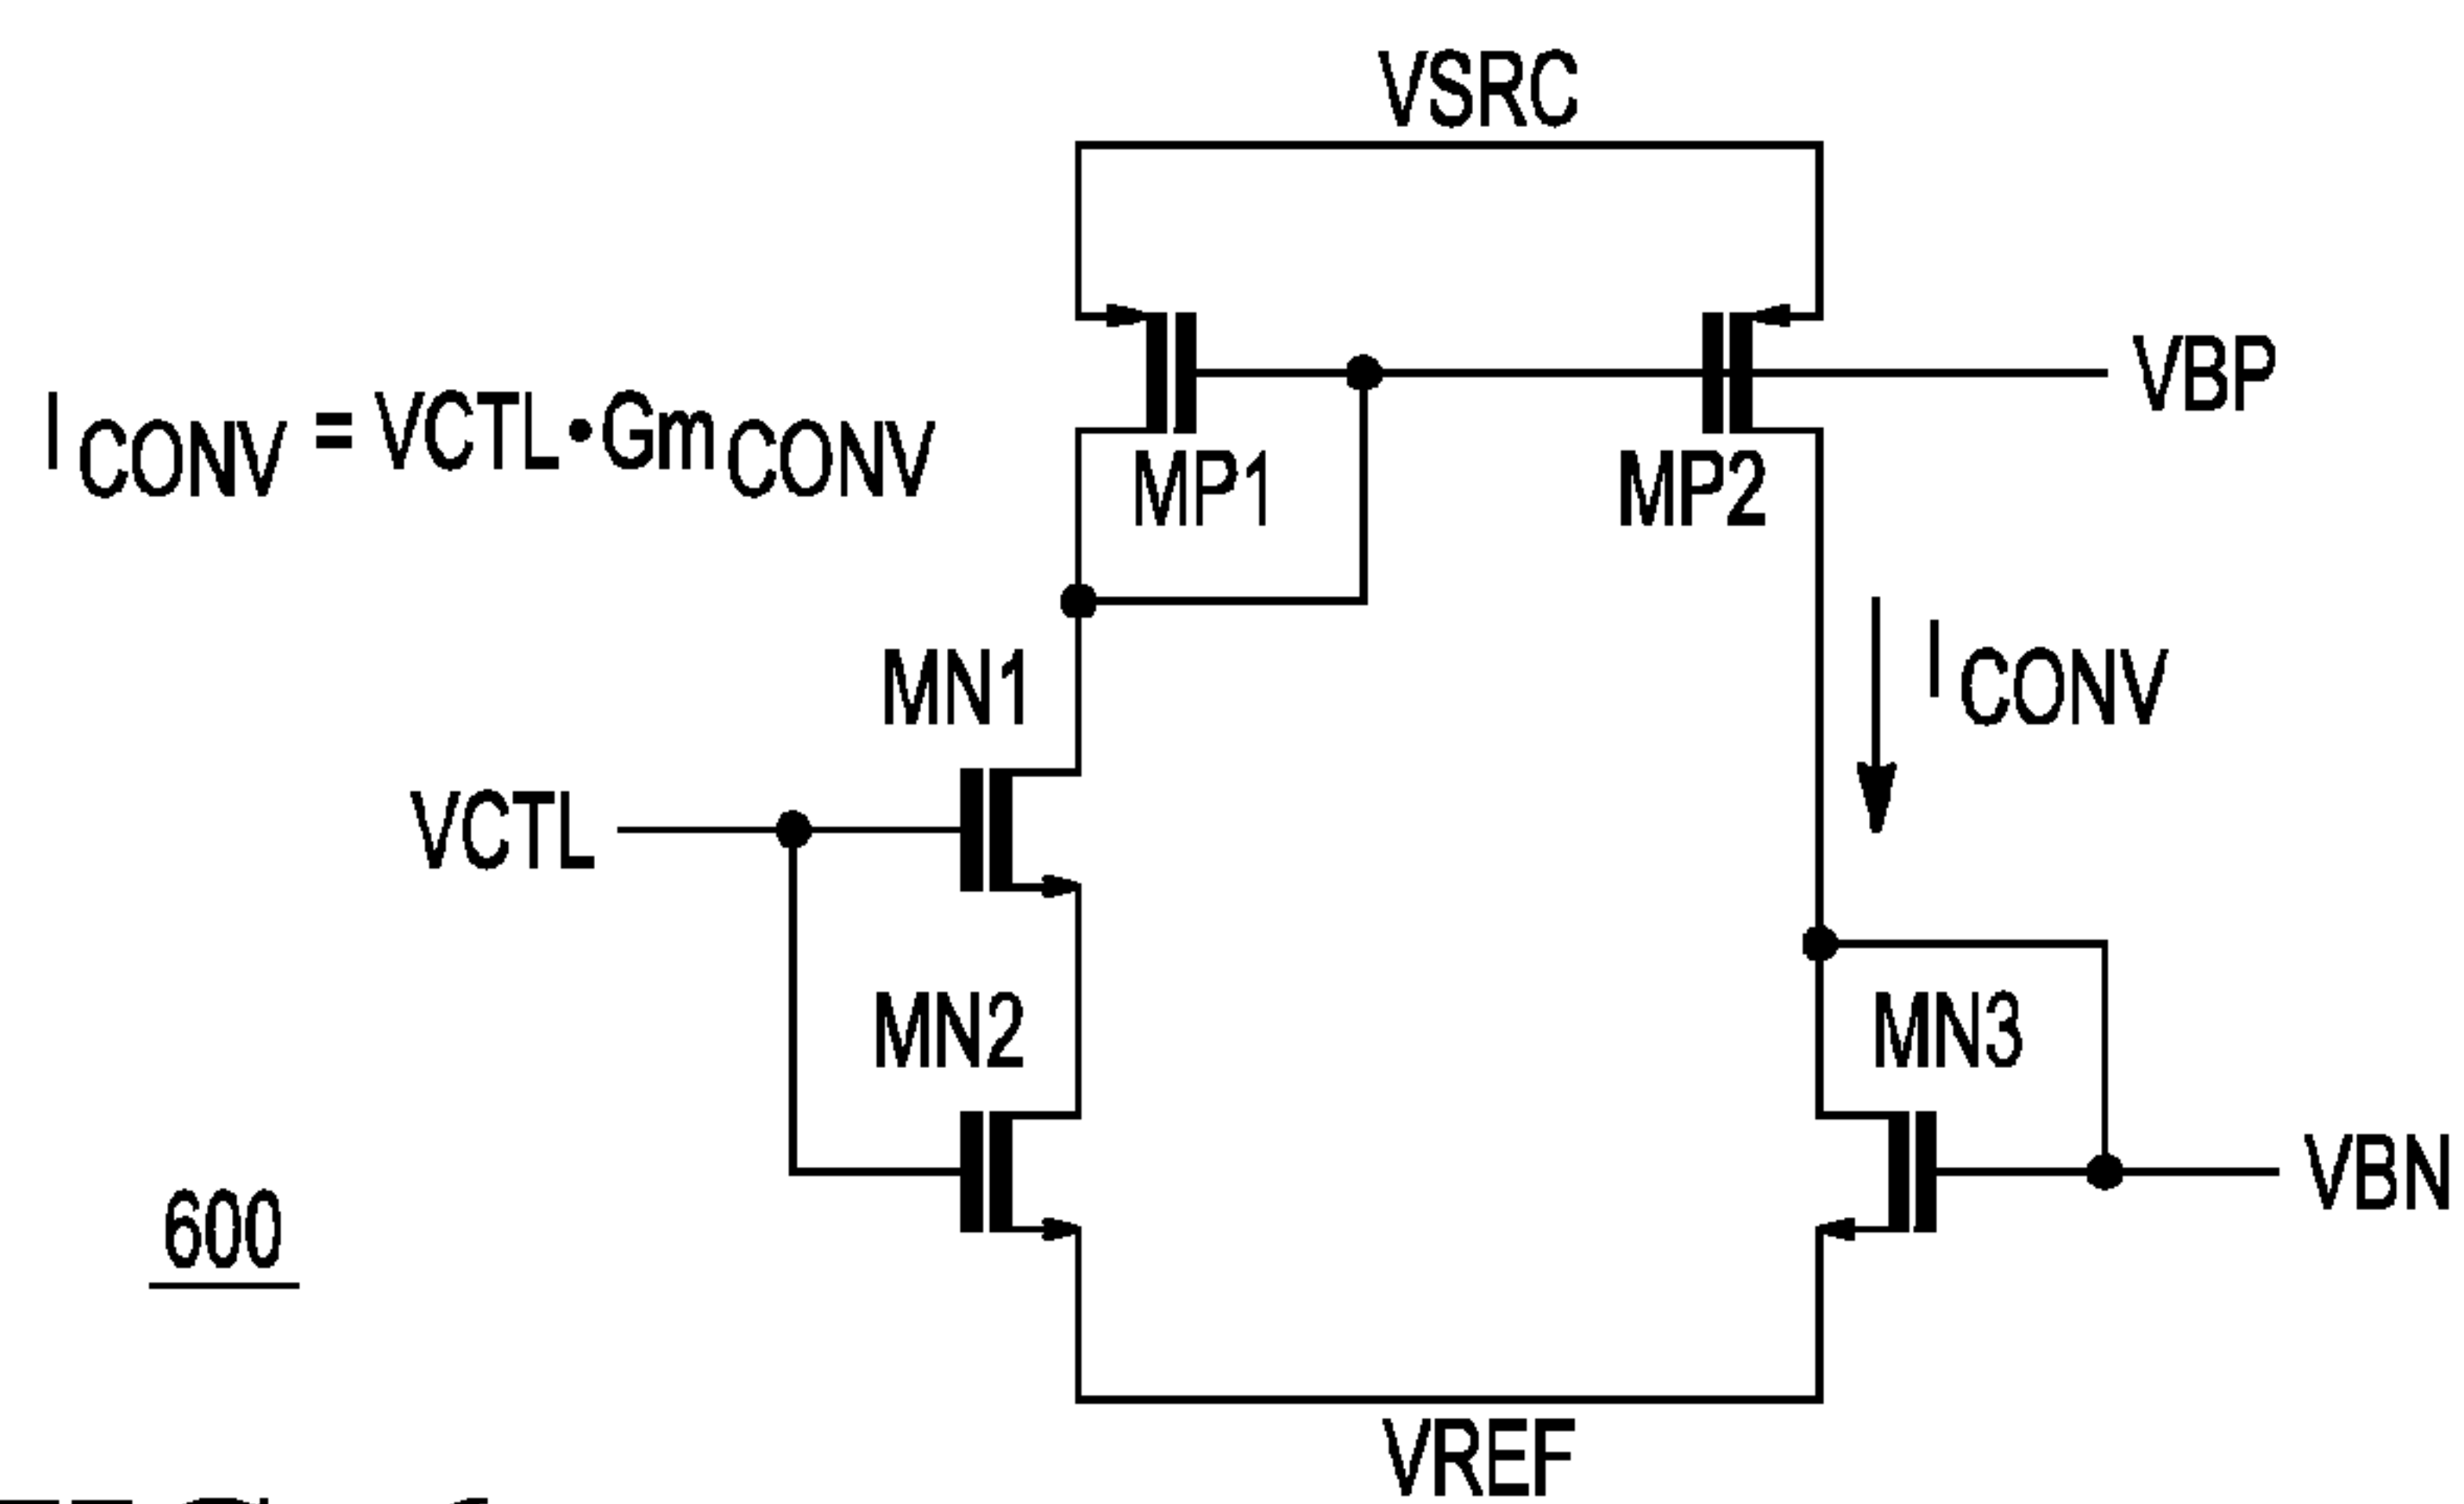 VSRC
VBP
I CONV = VCTL•Gm CONV
MP1
MP2
MN1
I CONV
VCTL
MN2
MN3
VBN
600
VREF